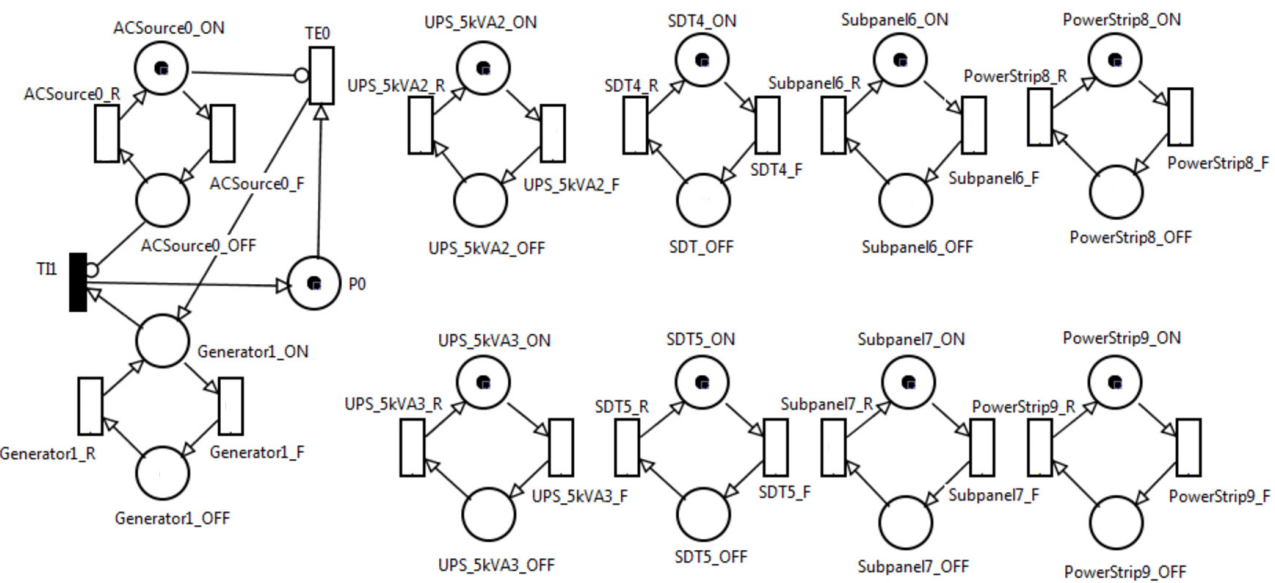 ACSource0_ON
TE0
ACSource0_R
ACSource0_F
ACSource0_OFF
TI1
P0
Generator1_ON
Generator1_R
Generator1_F
Generator1_OFF
UPS_5kVA2_ON
UPS_5kVA2_R
UPS_5kVA2_F
UPS_5kVA2_OFF
SDT4_ON
SDT4_R
SDT4_F
SDT_OFF
Subpanel6_ON
Subpanel6_R
Subpanel6_F
Subpanel6_OFF
PowerStrip8_ON
PowerStrip8_R
PowerStrip8_F
PowerStrip8_OFF
UPS_5kVA3_ON
UPS_5kVA3_R
UPS_5kVA3_F
UPS_5kVA3_OFF
SDT5_ON
SDT5_R
SDT5_F
SDT5_OFF
Subpanel7_ON
Subpanel7_R
Subpanel7_F
Subpanel7_OFF
PowerStrip9_ON
PowerStrip9_R
PowerStrip9_F
PowerStrip9_OFF